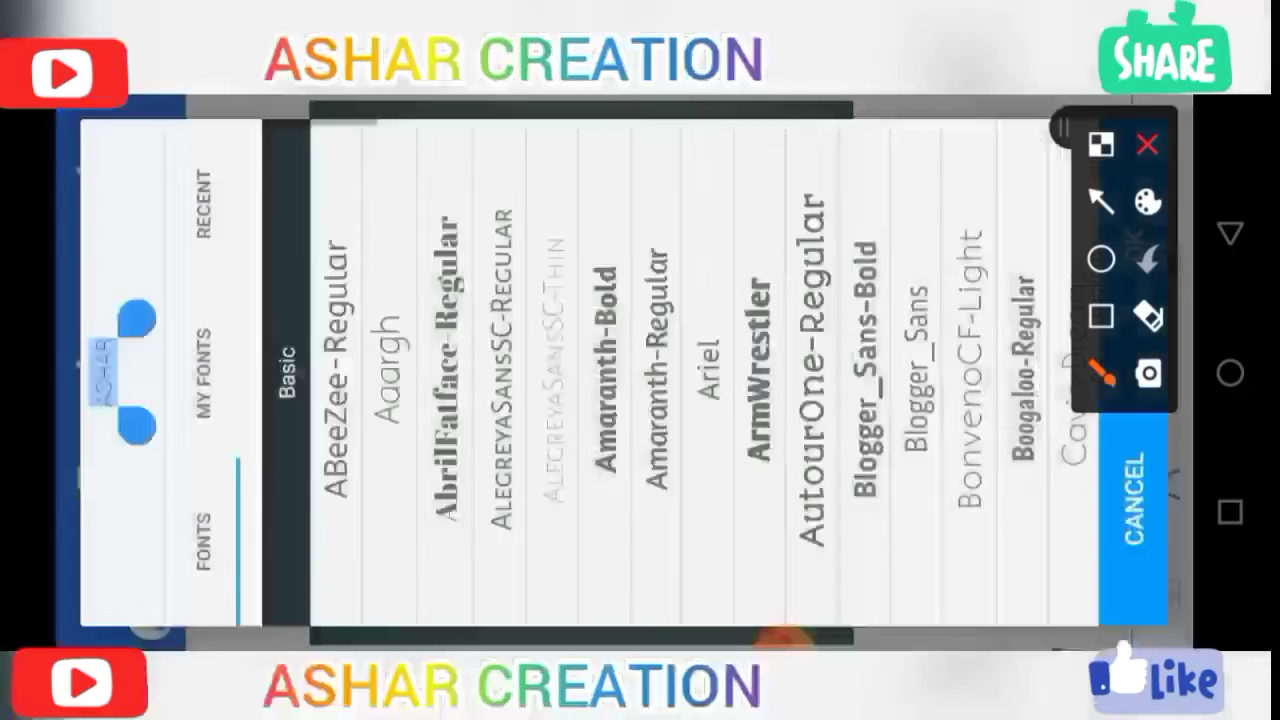 ASHAR CREATION
SHARE
ASHAR
FONTS
MY FONTS
RECENT
Basic
ABeeZee-Regular
Aaargh
AbrilFatface-Regular
ALEGREYASANSSC-REGULAR
ALEGREYASANSSC-THIN
Amaranth-Bold
Amaranth-Regular
Ariel
ArmWrestler
AutourOne-Regular
Blogger_Sans-Bold
Blogger_Sans
BonvenoCF-Light
Boogaloo-Regular
CANCEL
ASHAR CREATION
Like